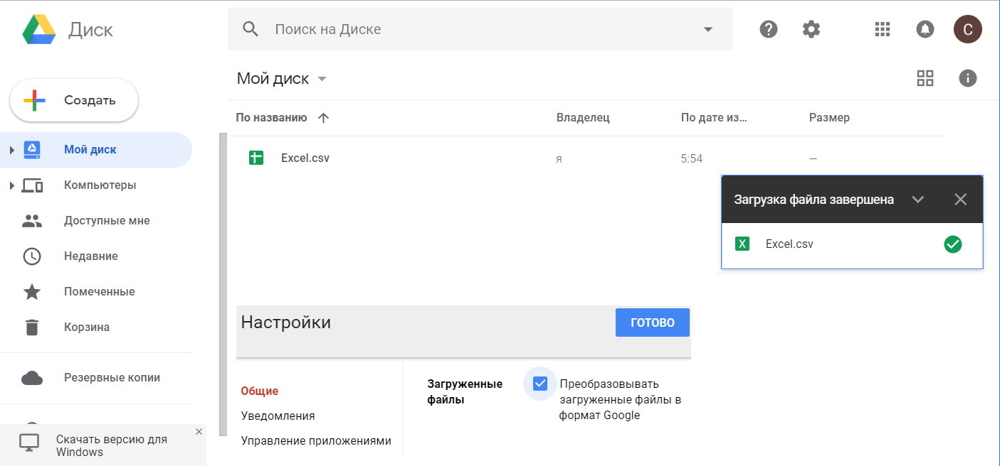 Диск
Поиск на Диске
C
Создать
Мой диск
Компьютеры
Доступные мне
Недавние
Помеченные
Корзина
Резервные копии
Скачать версию для
Windows
Мой диск
По названию
Владелец
По дате из...
Размер
Excel.csv
я
5:54
—
Загрузка файла завершена
X
Excel.csv
Настройки
ГОТОВО
Общие
Уведомления
Управление приложениями
Загруженные
файлы
Преобразовывать
загруженные файлы в
формат Google